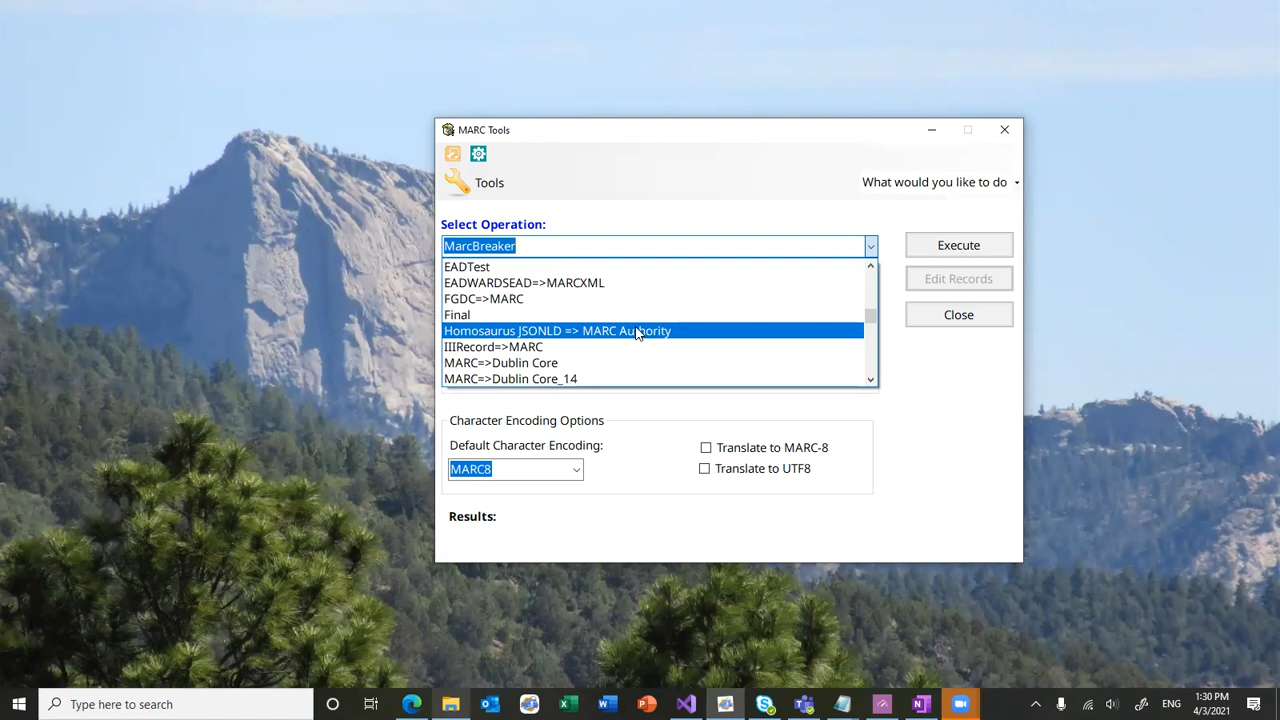 MARC Tools
Tools
What would you like to do
Select Operation:
MarcBreaker
Execute
EADTest
EADWARDSEAD=>MARCXML
FGDC=>MARC
Final
Homosaurus JSONLD => MARC Authority
IIIRecord=>MARC
MARC=>Dublin Core
MARC=>Dublin Core_14
Edit Records
Close
Character Encoding Options
Default Character Encoding:
MARC8
Translate to MARC-8
Translate to UTF8
Results:
Type here to search
1:30 PM
4/3/2021